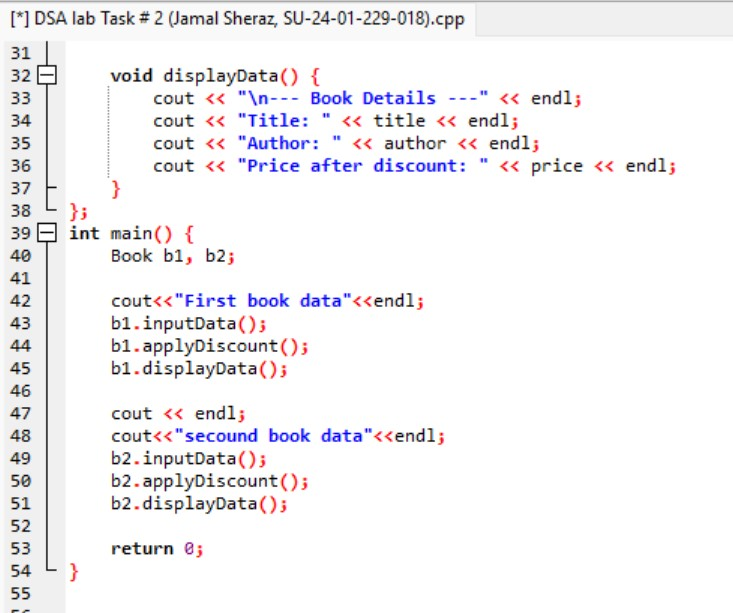 [*] DSA lab Task # 2 (Jamal Sheraz, SU-24-01-229-018).cpp
31
32 void displayData() {
33 cout << "\n--- Book Details ---" << endl;
34 cout << "Title: " << title << endl;
35 cout << "Author: " << author << endl;
36 cout << "Price after discount: " << price << endl;
37 }
38 };
39 int main() {
40 Book b1, b2;
41
42 cout<<"First book data"<<endl;
43 b1.inputData();
44 b1.applyDiscount();
45 b1.displayData();
46
47 cout << endl;
48 cout<<"secound book data"<<endl;
49 b2.inputData();
50 b2.applyDiscount();
51 b2.displayData();
52
53 return 0;
54 }
55